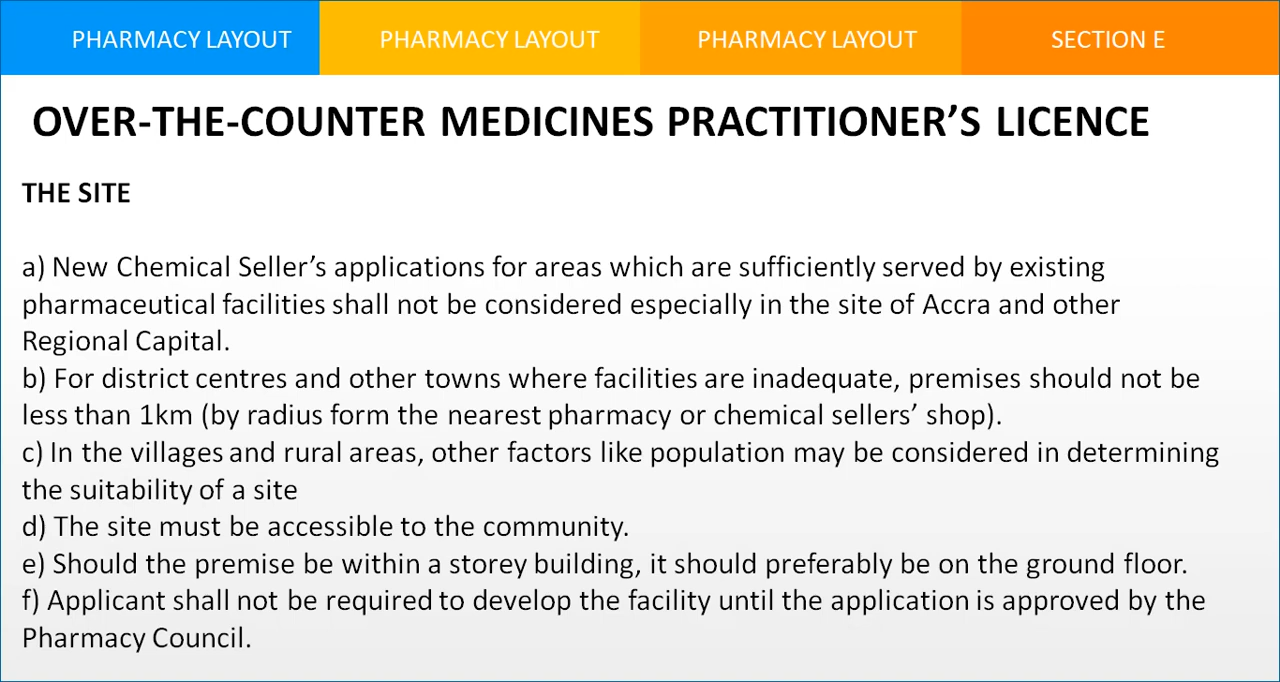 PHARMACY LAYOUT PHARMACY LAYOUT PHARMACY LAYOUT SECTION E
OVER-THE-COUNTER MEDICINES PRACTITIONER’S LICENCE
THE SITE
a) New Chemical Seller’s applications for areas which are sufficiently served by existing
pharmaceutical facilities shall not be considered especially in the site of Accra and other
Regional Capital.
b) For district centres and other towns where facilities are inadequate, premises should not be
less than 1km (by radius form the nearest pharmacy or chemical sellers’ shop).
c) In the villages and rural areas, other factors like population may be considered in determining
the suitability of a site
d) The site must be accessible to the community.
e) Should the premise be within a storey building, it should preferably be on the ground floor.
f) Applicant shall not be required to develop the facility until the application is approved by the
Pharmacy Council.